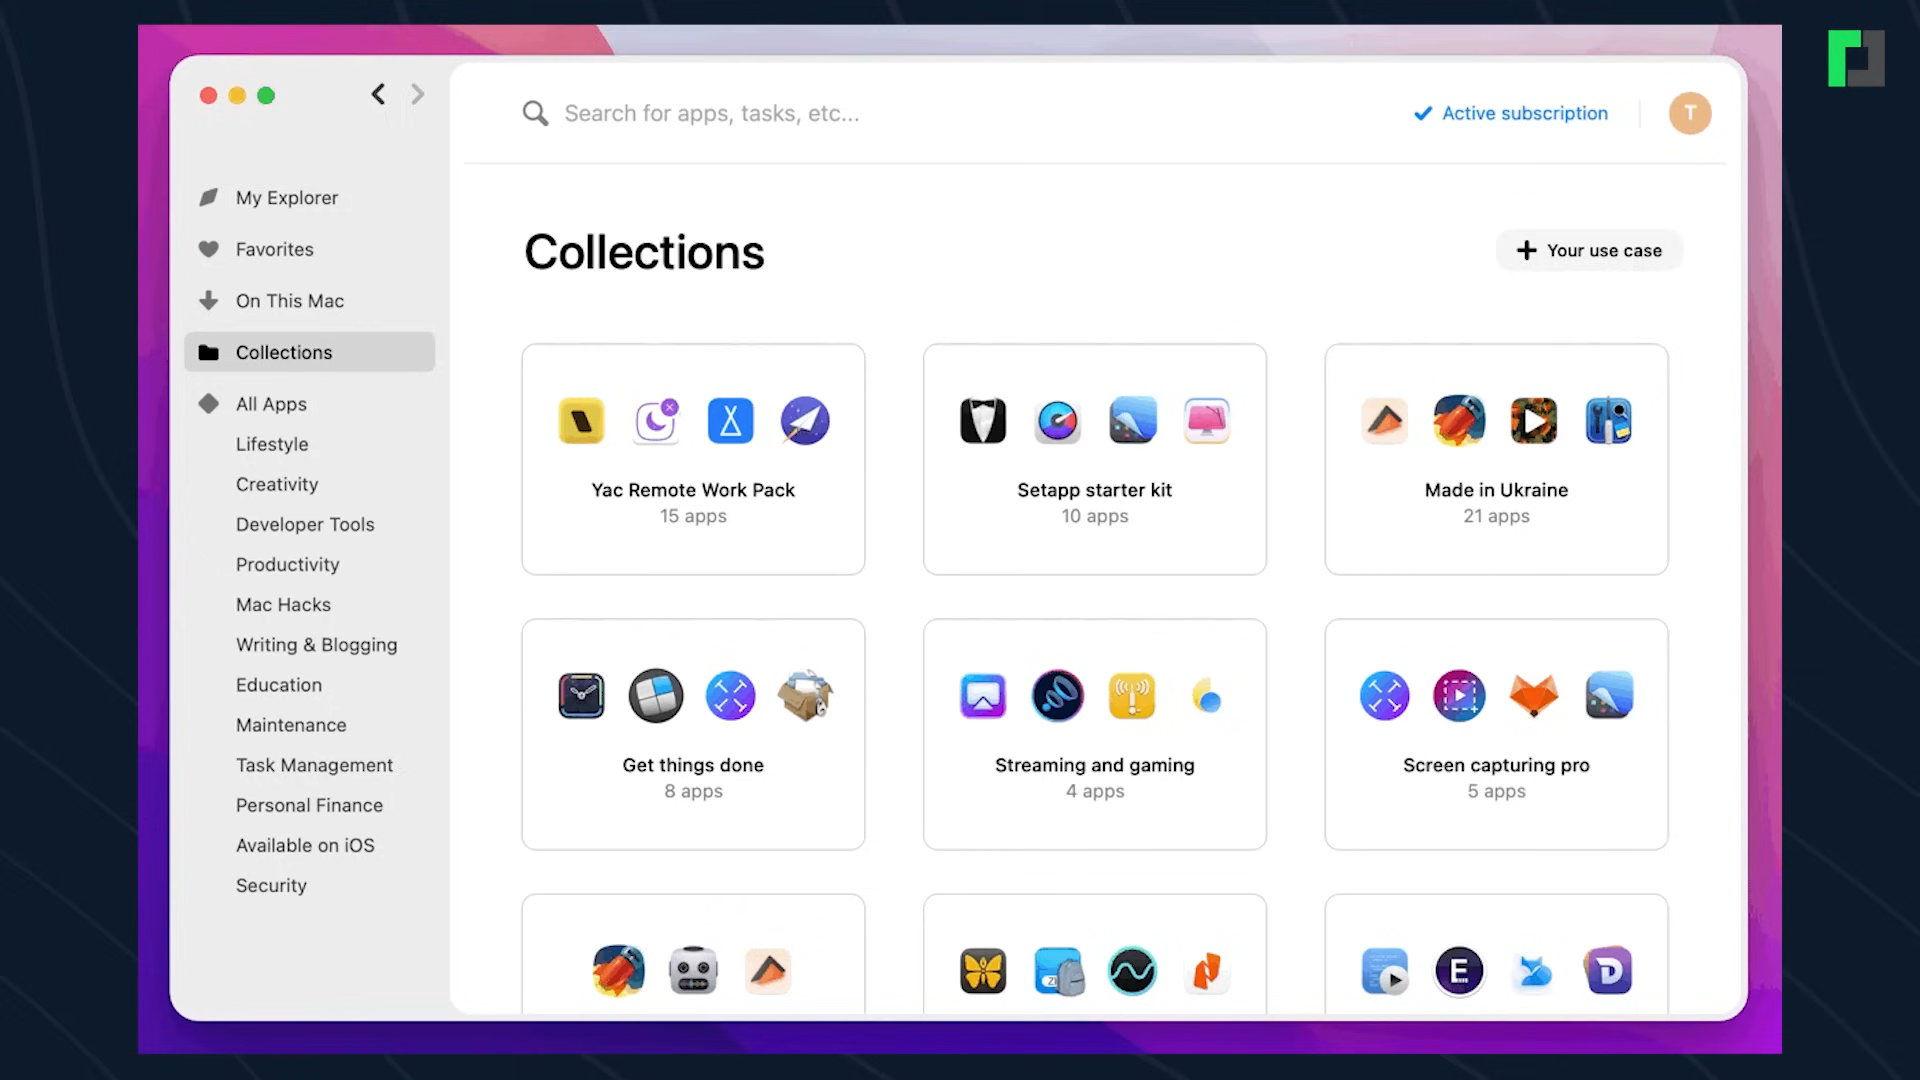 Search for apps, tasks, etc...
Active subscription
T
My Explorer
Favorites
On This Mac
Collections
All Apps
Lifestyle
Creativity
Developer Tools
Productivity
Mac Hacks
Writing & Blogging
Education
Maintenance
Task Management
Personal Finance
Available on iOS
Security
Collections
Your use case
Yac Remote Work Pack
15 apps
Setapp starter kit
10 apps
Made in Ukraine
21 apps
Get things done
8 apps
Streaming and gaming
4 apps
Screen capturing pro
5 apps
E
D